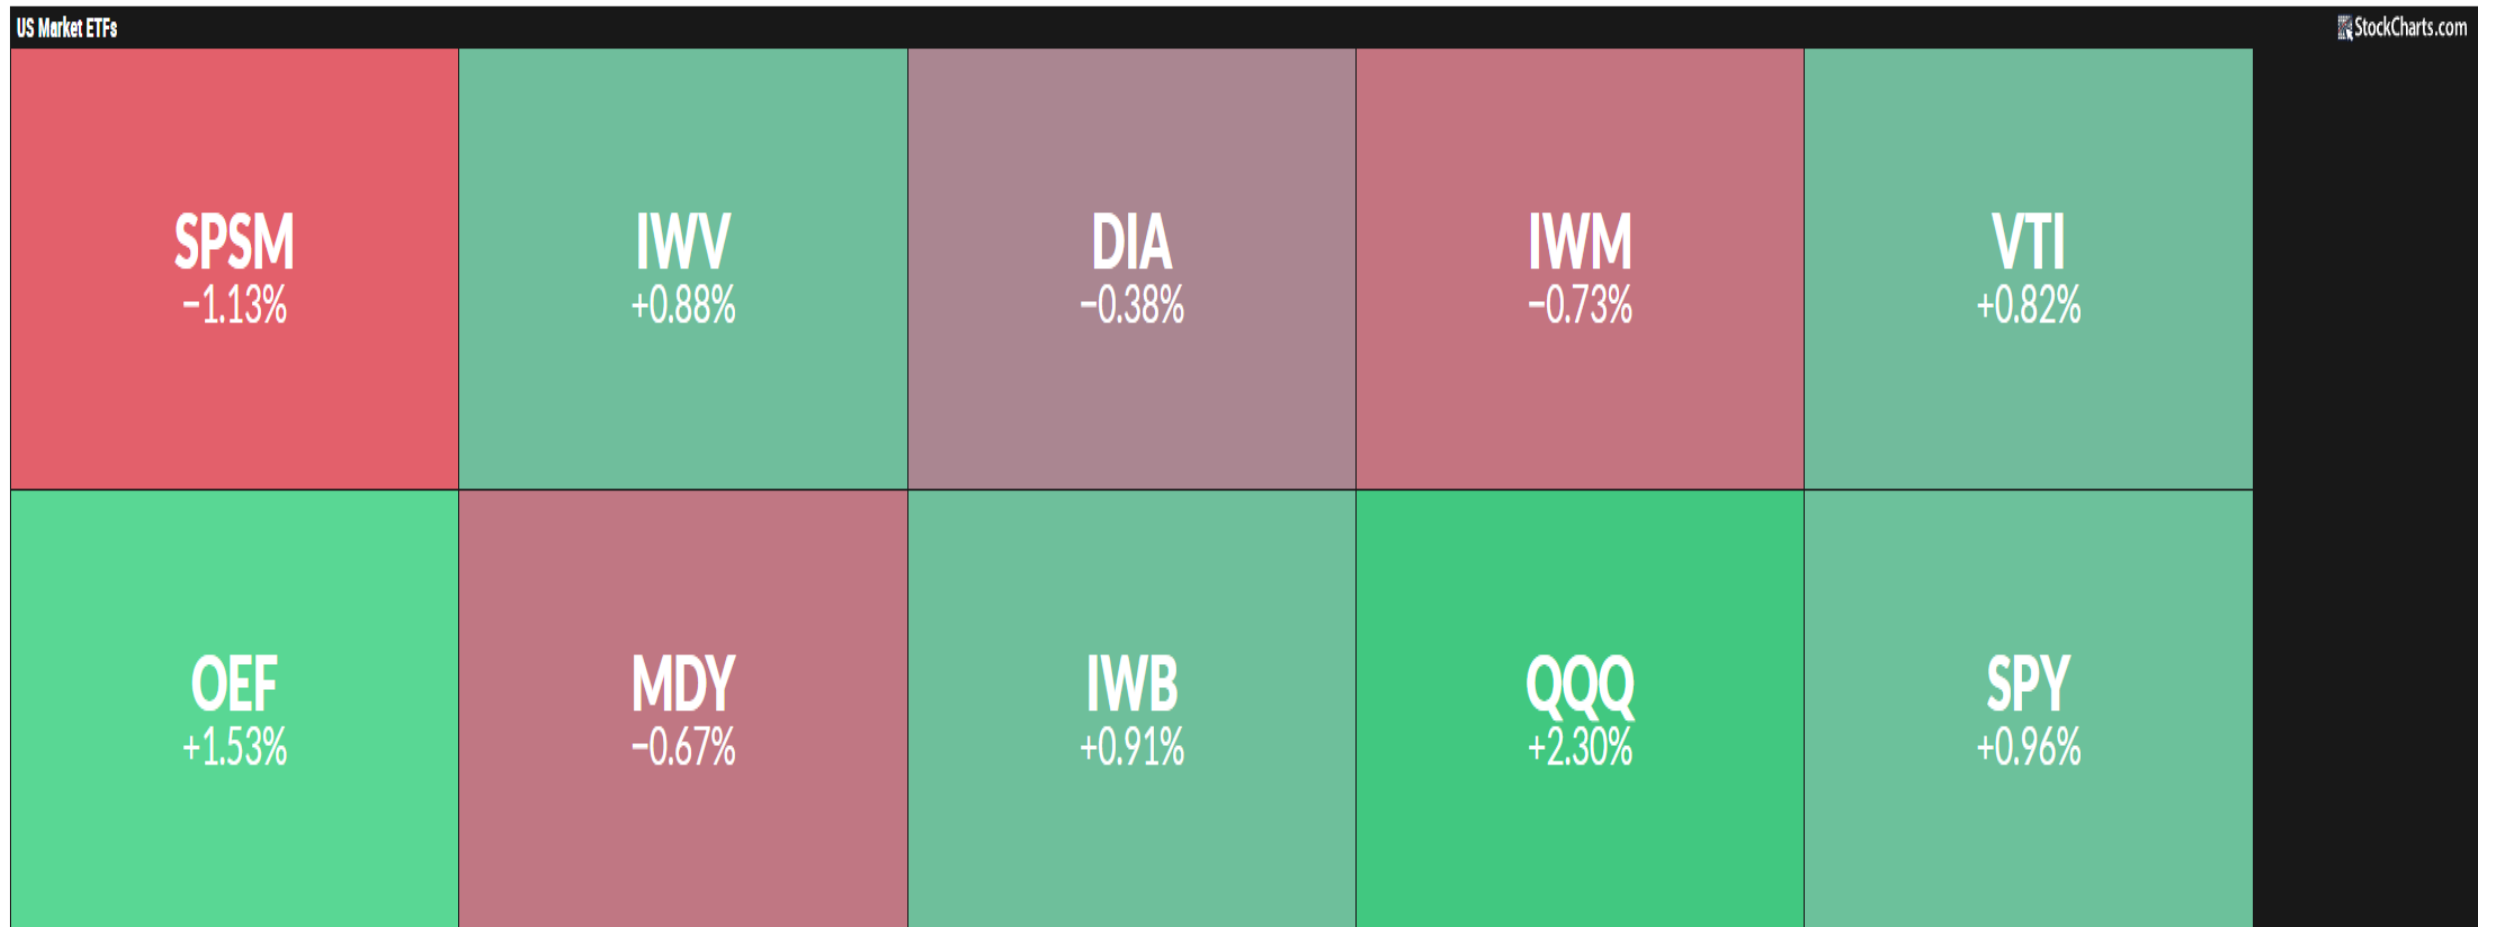 US Market ETFs
StockCharts.com
SPSM
−1.13%
IWV
+0.88%
DIA
−0.38%
IWM
−0.73%
VTI
+0.82%
OEF
+1.53%
MDY
−0.67%
IWB
+0.91%
QQQ
+2.30%
SPY
+0.96%